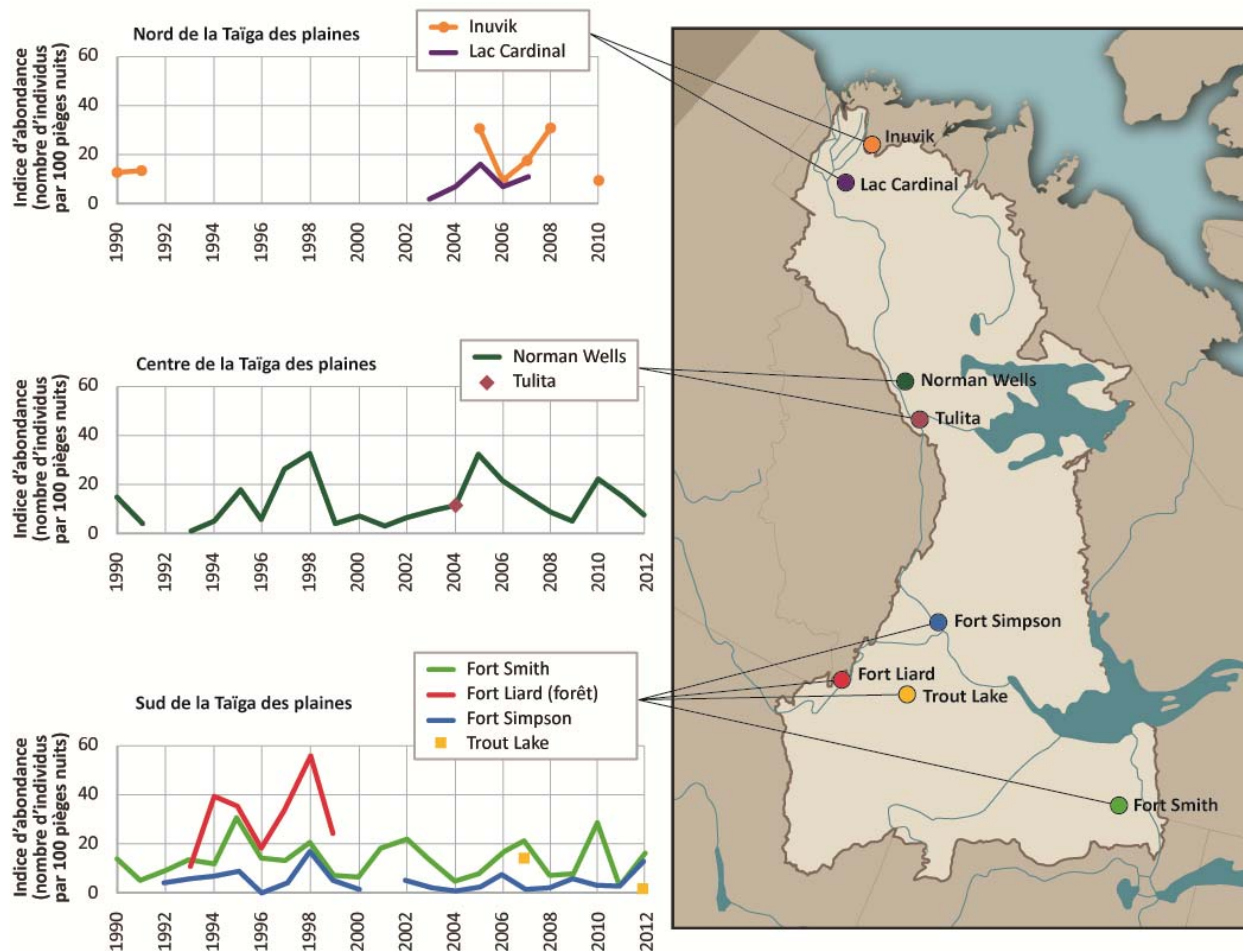 Nord de la Taïga des plaines
Inuvik
Lac Cardinal
Indice d'abondance
(nombre d'individus
par 100 pièges nuits)
60
40
20
0
1990
1992
1994
1996
1998
2000
2002
2004
2006
2008
2010
Centre de la Taïga des plaines
Norman Wells
Tulita
Indice d'abondance
(nombre d'individus
par 100 pièges nuits)
60
40
20
0
1990
1992
1994
1996
1998
2000
2002
2004
2006
2008
2010
2012
Sud de la Taïga des plaines
Fort Smith
Fort Liard (forêt)
Fort Simpson
Trout Lake
Indice d'abondance
(nombre d'individus
par 100 pièges nuits)
60
40
20
0
1990
1992
1994
1996
1998
2000
2002
2004
2006
2008
2010
2012
Inuvik
Lac Cardinal
Norman Wells
Tulita
Fort Simpson
Fort Liard
Trout Lake
Fort Smith